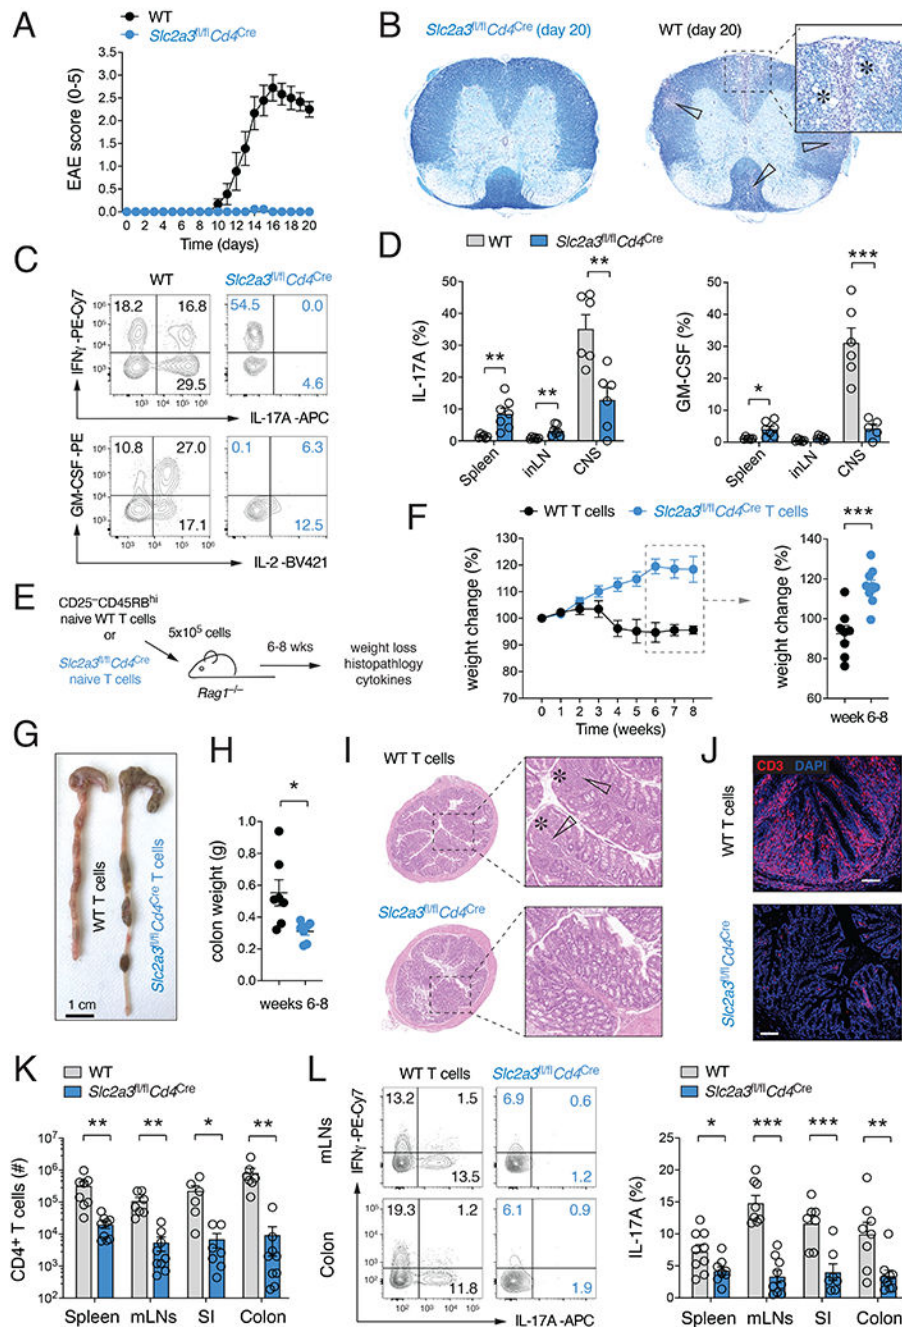 A
WT
Slc2a3fl/flCd4Cre
EAE score (0-5)
3.5
3.0
2.5
2.0
1.5
1.0
0.5
0.0
0 2 4 6 8 10 12 14 16 18 20
Time (days)
B
Slc2a3fl/flCd4Cre (day 20)
WT (day 20)
*
*
C
WT
Slc2a3fl/flCd4Cre
IFNγ-PE-Cy7
18.2 16.8
29.5
54.5 0.0
4.6
IL-17A-APC
GM-CSF-PE
10.8 27.0
17.1
0.1 6.3
12.5
IL-2-BV421
D
WT
Slc2a3fl/flCd4Cre
IL-17A (%)
50
40
30
20
10
0
** ** **
Spleen
inLN
CNS
GM-CSF (%)
50
40
30
20
10
0
* ***
Spleen
inLN
CNS
E
CD25–CD45RBhi
naive WT T cells
or
Slc2a3fl/flCd4Cre
naive T cells
5x10⁵ cells
Rag1–/–
6-8 wks
weight loss
histopathlogy
cytokines
F
WT T cells
Slc2a3fl/flCd4Cre T cells
weight change (%)
130
120
110
100
90
80
70
0 1 2 3 4 5 6 7 8
Time (weeks)
***
weight change (%)
140
120
100
80
60
week 6-8
G
WT T cells
Slc2a3fl/flCd4Cre T cells
1 cm
H
*
colon weight (g)
1.0
0.8
0.6
0.4
0.2
0.0
weeks 6-8
I
WT T cells
*
*
Slc2a3fl/flCd4Cre
J
CD3 DAPI
WT T cells
Slc2a3fl/flCd4Cre
K
WT
Slc2a3fl/flCd4Cre
CD4+ T cells (#)
10⁷
10⁶
10⁵
10⁴
10³
10²
** ** * **
Spleen mLNs SI Colon
L
WT T cells
Slc2a3fl/flCd4Cre
mLNs
Colon
IFNγ-PE-Cy7
13.2 1.5
13.5
6.9 0.6
1.2
19.3 1.2
11.8
6.1 0.9
1.9
IL-17A-APC
WT
Slc2a3fl/flCd4Cre
IL-17A (%)
25
20
15
10
5
0
* *** *** **
Spleen mLNs SI Colon